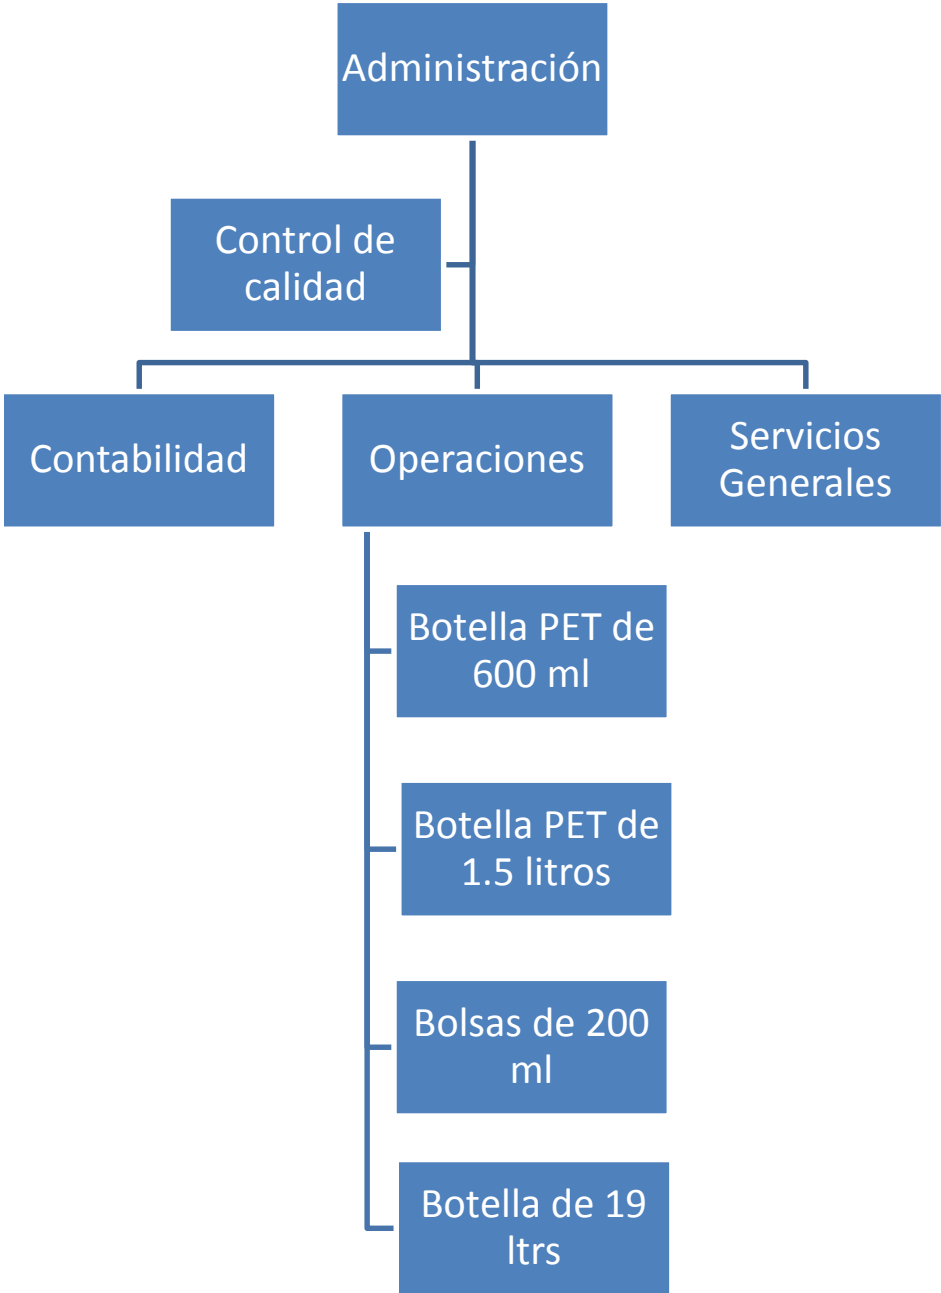 Administración
Control de
calidad
Contabilidad
Operaciones
Servicios
Generales
Botella PET de
600 ml
Botella PET de
1.5 litros
Bolsas de 200
ml
Botella de 19
ltrs